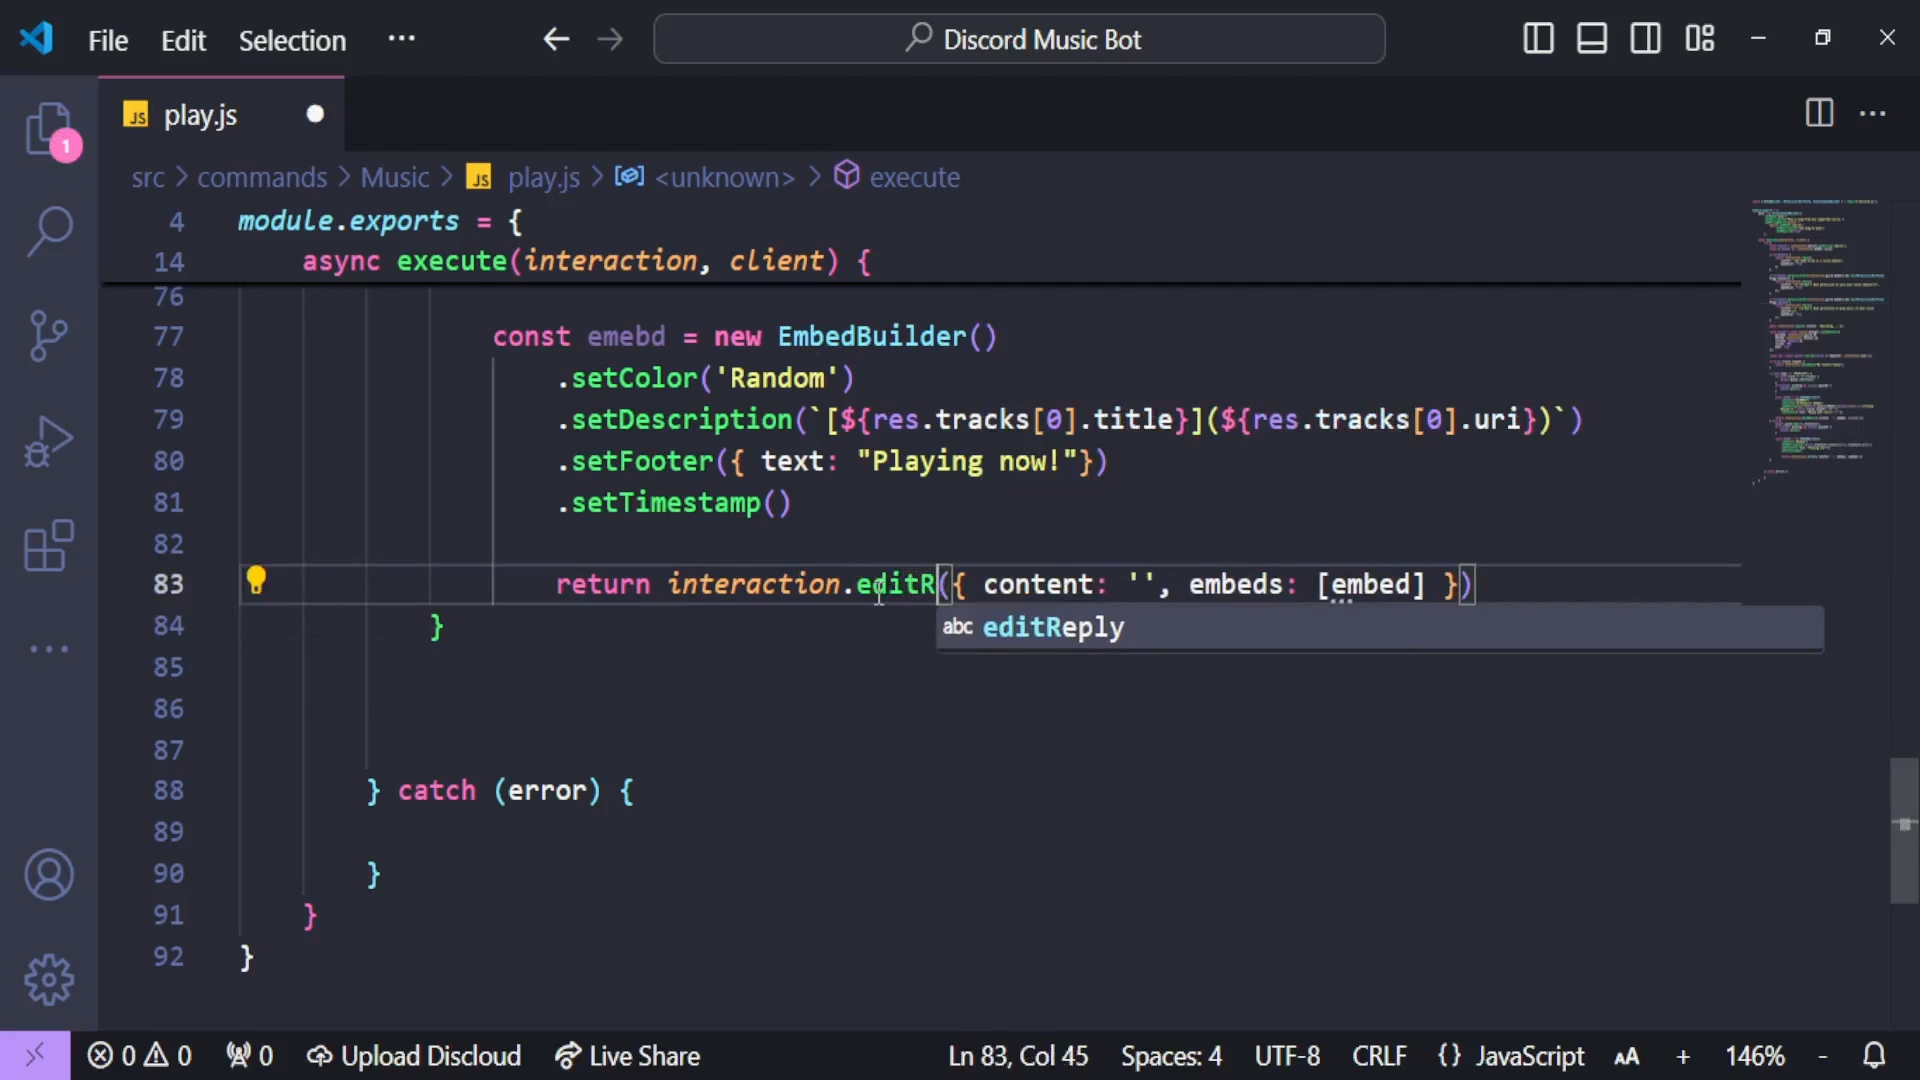 File Edit Selection ··· Discord Music Bot
JS play.js
src > commands > Music > JS play.js > <unknown> > execute
1
4 module.exports = {
14 async execute(interaction, client) {
76
77 const emebd = new EmbedBuilder()
78 .setColor('Random')
79 .setDescription(`[${res.tracks[0].title}](${res.tracks[0].uri})`)
80 .setFooter({ text: "Playing now!"})
81 .setTimestamp()
82
83 return interaction.editR({ content: '', embeds: [embed] })
84 }
abc editReply
85
86
87
88 } catch (error) {
89
90 }
91 }
92 }
0 0 0 Upload Discloud Live Share Ln 83, Col 45 Spaces: 4 UTF-8 CRLF {} JavaScript AA + 146% -